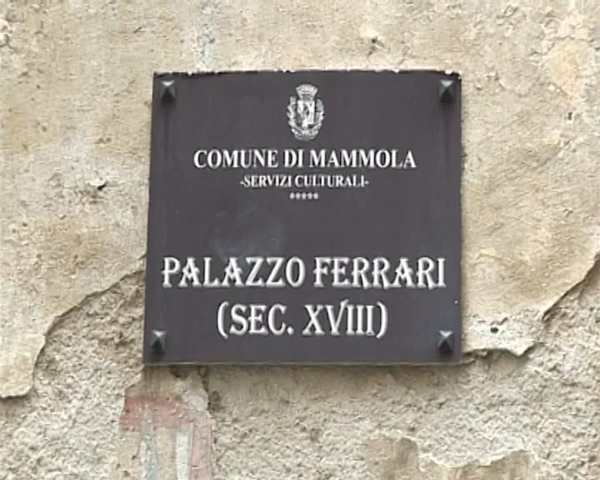 COMUNE DI MAMMOLA
-SERVIZI CULTURALI-
*****
PALAZZO FERRARI
(SEC. XVIII)